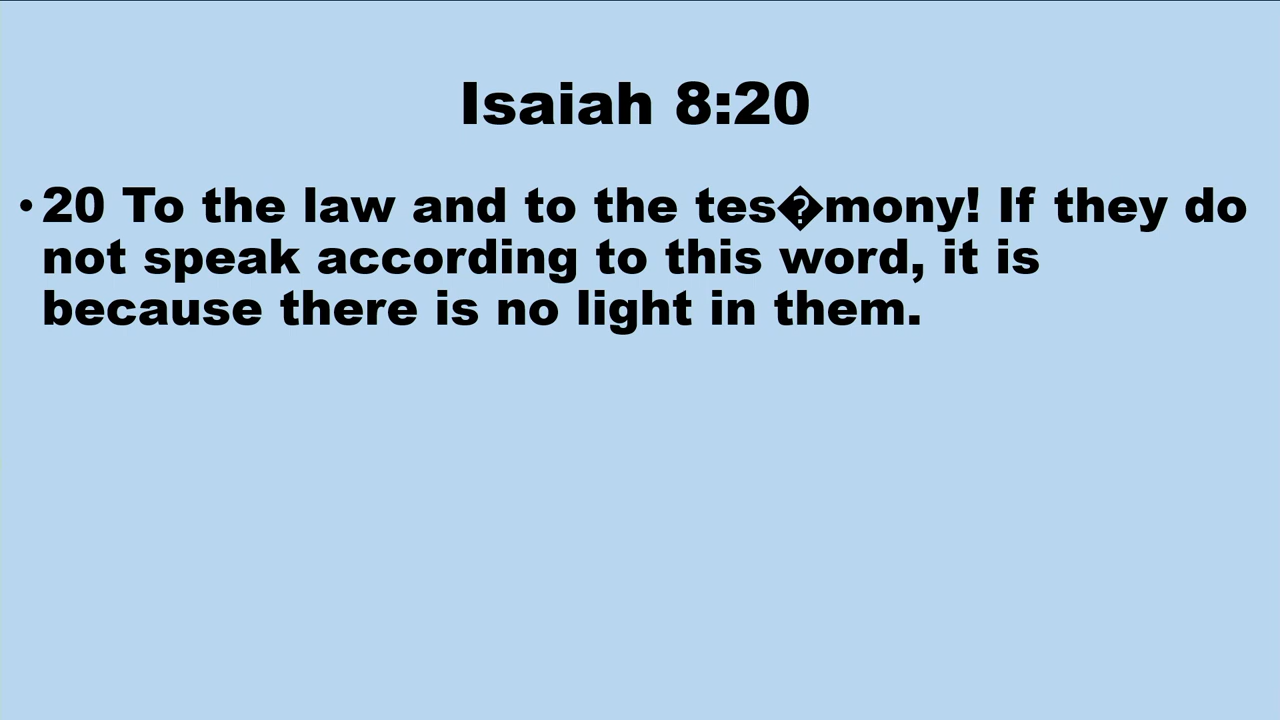 Isaiah 8:20
•20 To the law and to the tes�mony! If they do
not speak according to this word, it is
because there is no light in them.